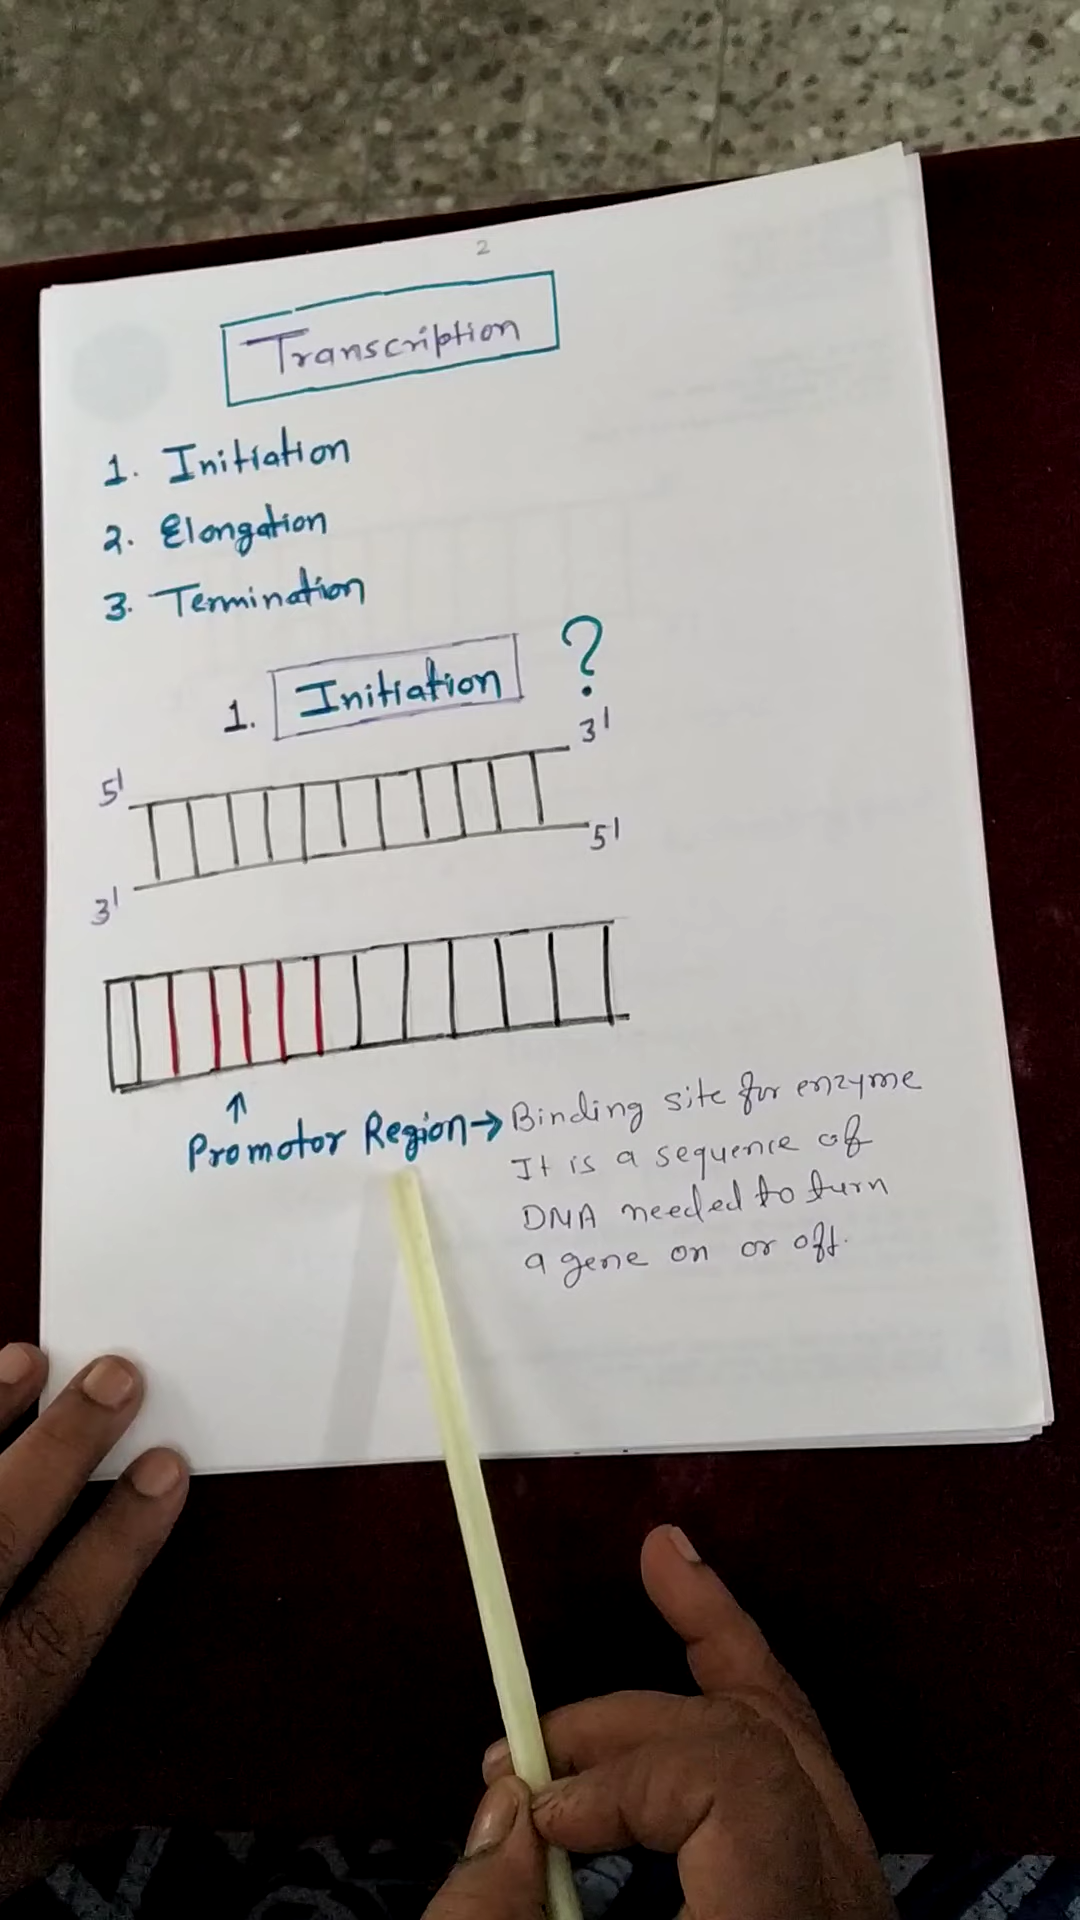 2
Transcription
1. Initiation
2. Elongation
3. Termination
1. Initiation ?
5' 3'
3' 5'
↑
Promotor Region → Binding site for enzyme
It is a sequence of
DNA needed to turn
a gene on or off.